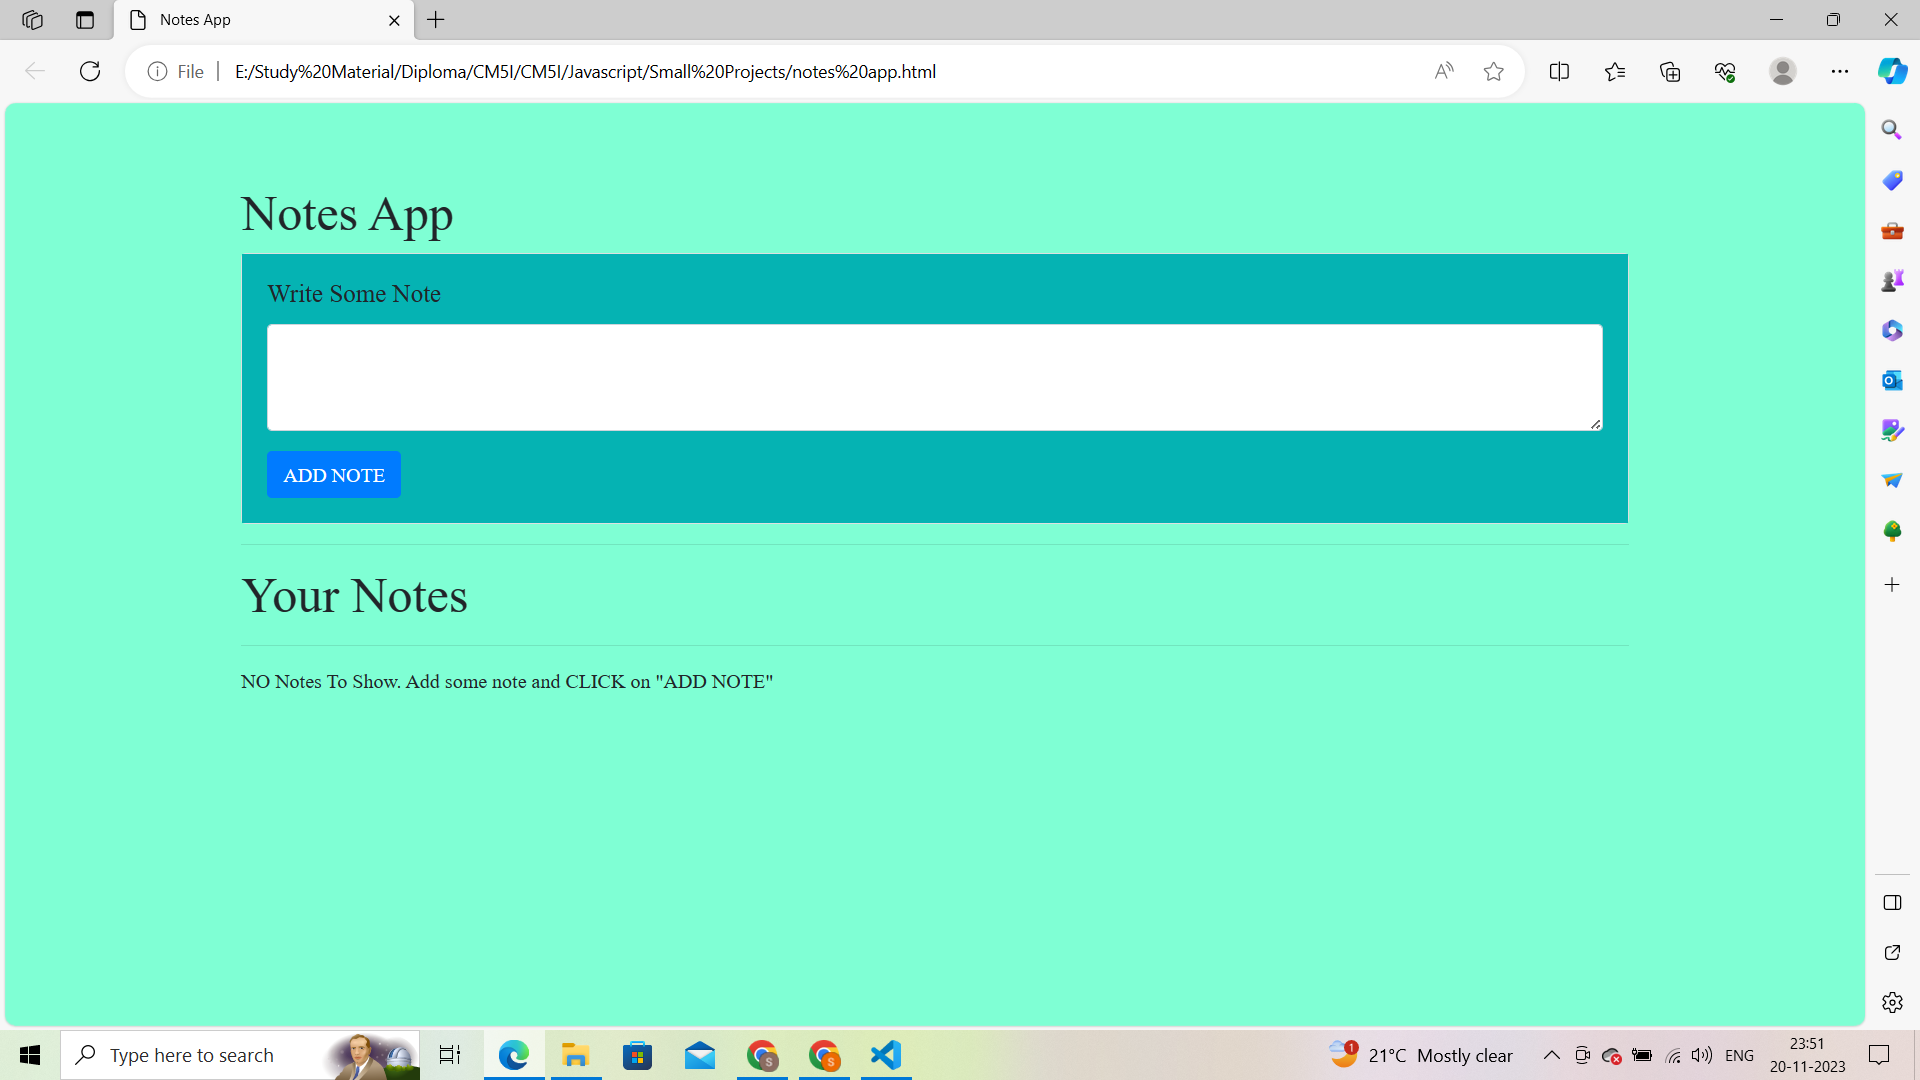 Notes App
File
E:/Study%20Material/Diploma/CM5I/CM5I/Javascript/Small%20Projects/notes%20app.html
Notes App
Write Some Note
ADD NOTE
Your Notes
NO Notes To Show. Add some note and CLICK on "ADD NOTE"
Type here to search
S
S
1
21°C Mostly clear
ENG
23:51
20-11-2023